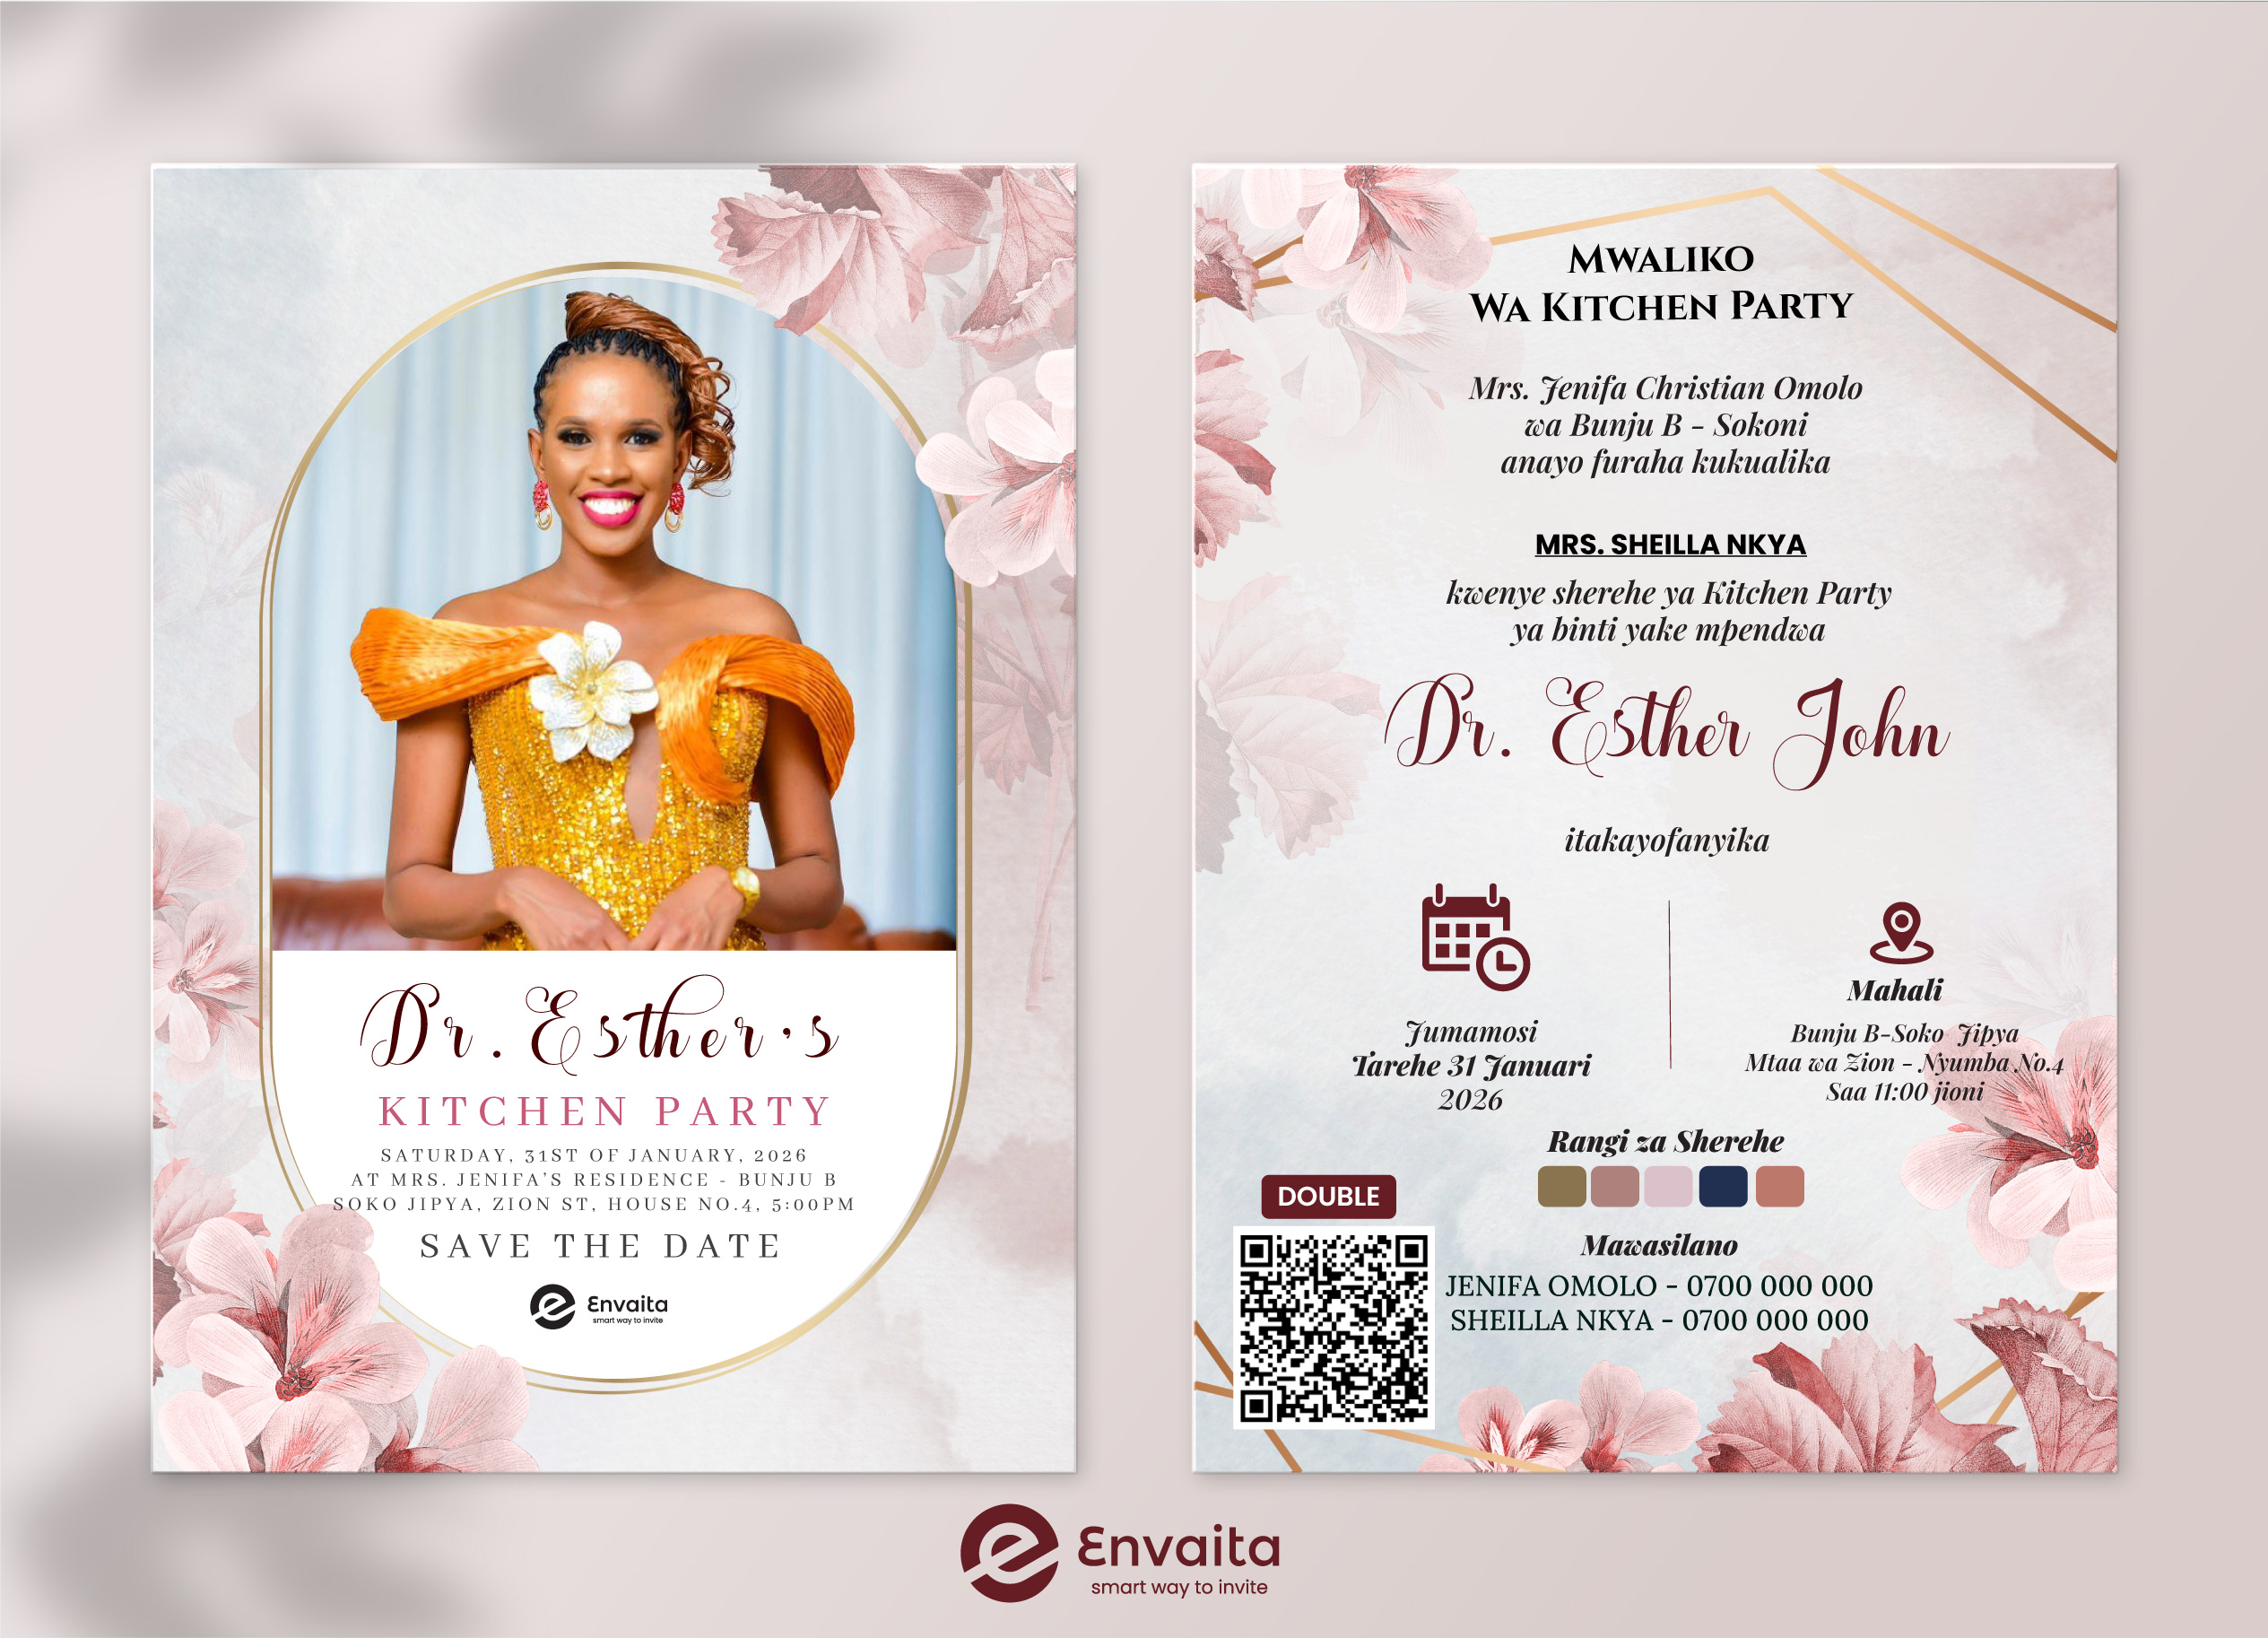 Dr. Esther's
KITCHEN PARTY
SATURDAY, 31ST OF JANUARY, 2026
AT MRS. JENIFA'S RESIDENCE - BUNJU B
SOKO JIPYA, ZION ST, HOUSE NO.4, 5:00PM
SAVE THE DATE
Envaita
smart way to invite
MWALIKO
WA KITCHEN PARTY
Mrs. Jenifa Christian Omolo
wa Bunju B - Sokoni
anayo furaha kukualika
MRS. SHEILLA NKYA
kwenye sherehe ya Kitchen Party
ya binti yake mpendwa
Dr. Esther John
itakayofanyika
Jumamosi
Tarehe 31 Januari
2026
Mahali
Bunju B-Soko Jipya
Mtaa wa Zion - Nyumba No.4
Saa 11:00 jioni
Rangi za Sherehe
DOUBLE
Mawasilano
JENIFA OMOLO - 0700 000 000
SHEILLA NKYA - 0700 000 000
Envaita
smart way to invite